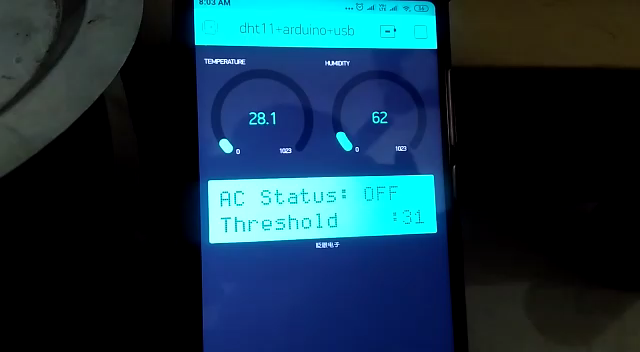 8:03 AM
dht11+arduino+usb
TEMPERATURE
HUMIDITY
28.1
62
0
1023
0
1023
AC Status: OFF
Threshold :31